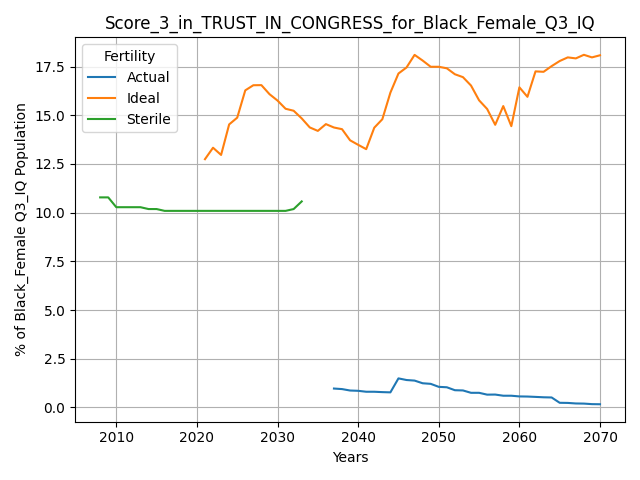 Score_3_in_TRUST_IN_CONGRESS_for_Black_Female_Q3_IQ
Fertility
Actual
Ideal
Sterile
% of Black_Female Q3_IQ Population
17.5
15.0
12.5
10.0
7.5
5.0
2.5
0.0
2010
2020
2030
2040
2050
2060
2070
Years